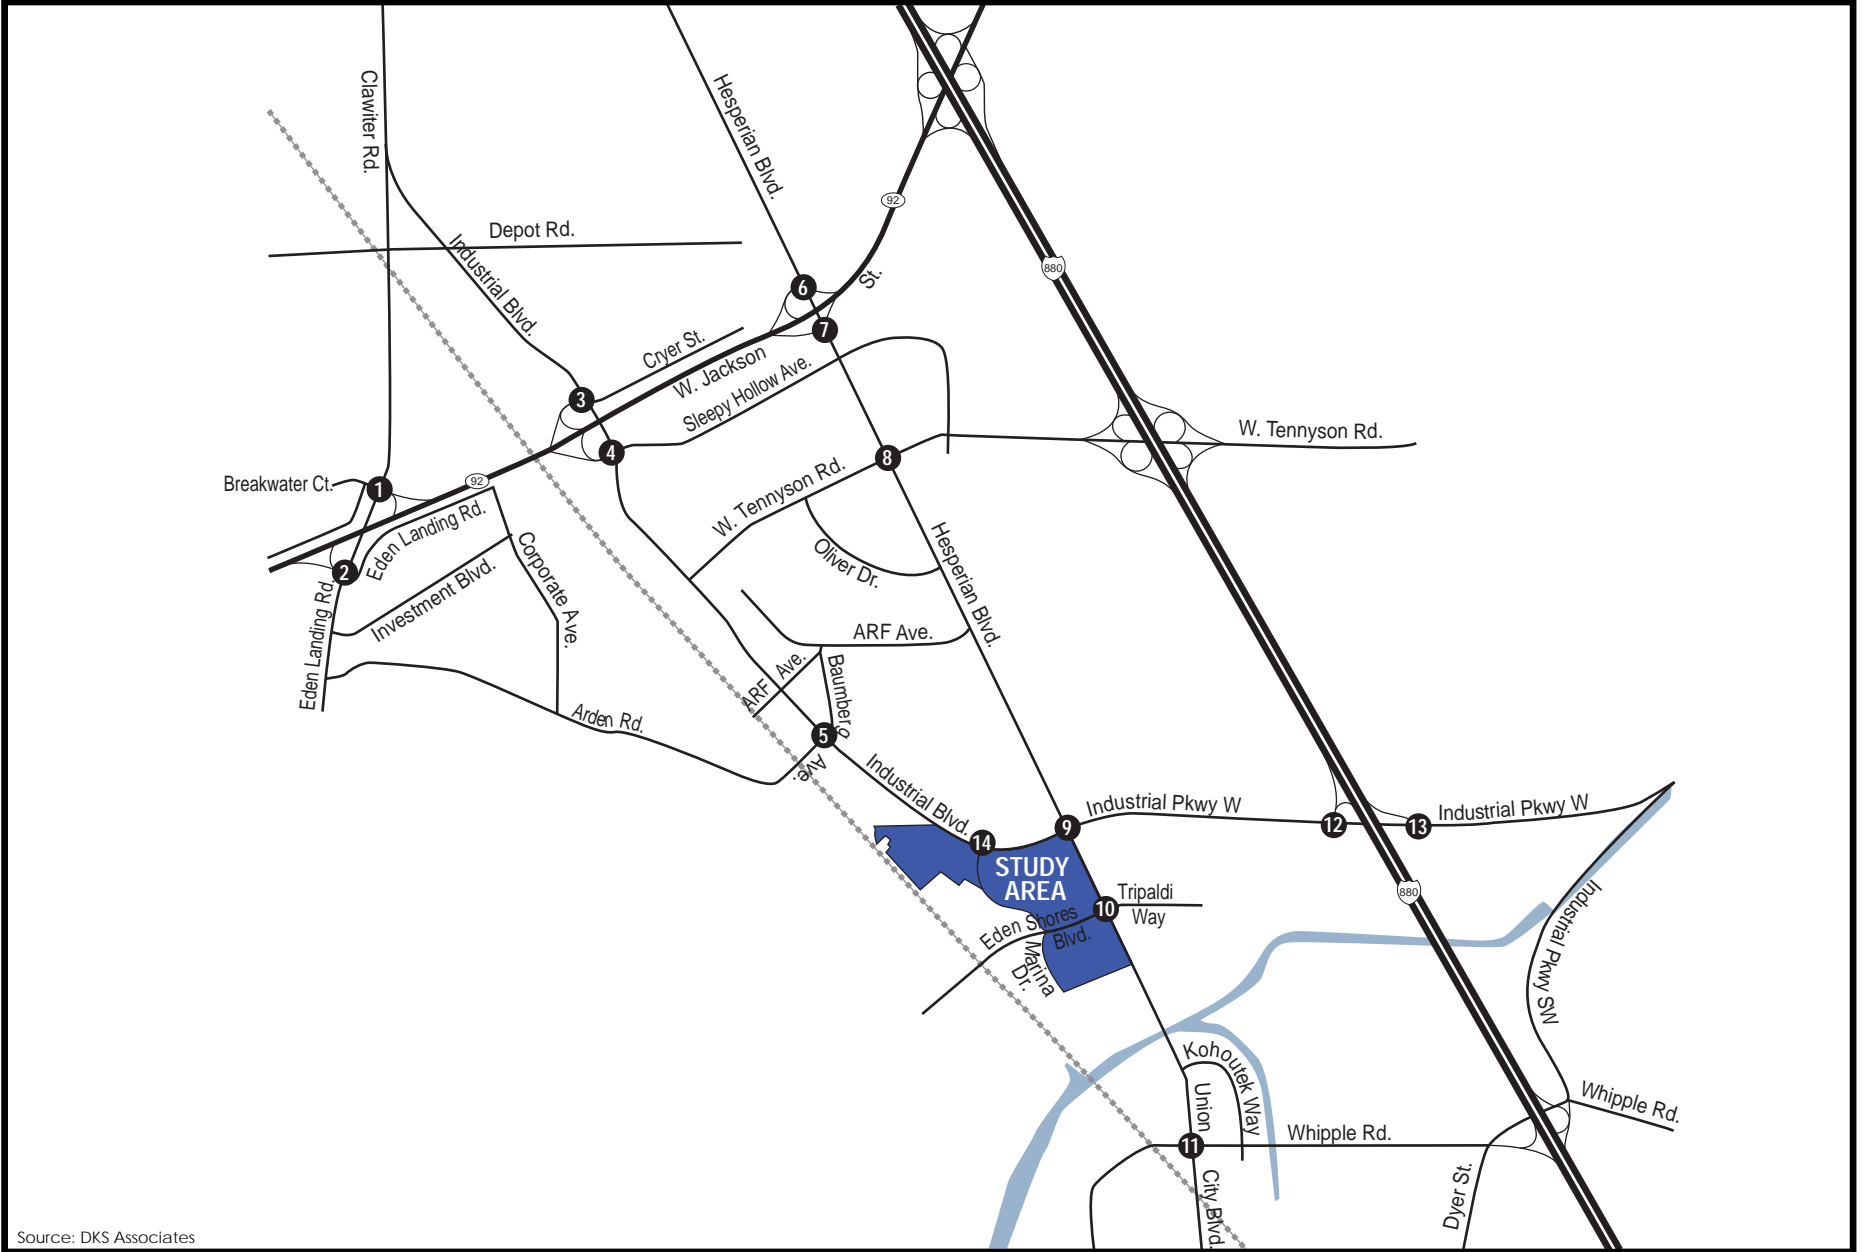 Clawiter Rd.
Hesperian Blvd.
92
Depot Rd.
Industrial Blvd.
880
St.
6
7
Cryer St.
W. Jackson
Sleepy Hollow Ave.
3
4
W. Tennyson Rd.
8
Breakwater Ct.
1
92
W. Tennyson Rd.
Eden Landing Rd.
2
Oliver Dr.
Hesperian Blvd.
Corporate Ave.
Investment Blvd.
Eden Landing Rd.
ARF Ave.
ARF Ave.
Baumberg
Ave.
Arden Rd.
5
Industrial Blvd.
14
9
Industrial Pkwy W
12
13
Industrial Pkwy W
STUDY
AREA
880
Tripaldi
Way
10
Eden Shores
Blvd.
Marina
Dr.
Industrial Pkwy SW
Kohoutek Way
Union
City Blvd.
11
Whipple Rd.
Whipple Rd.
Dyer St.
Source: DKS Associates